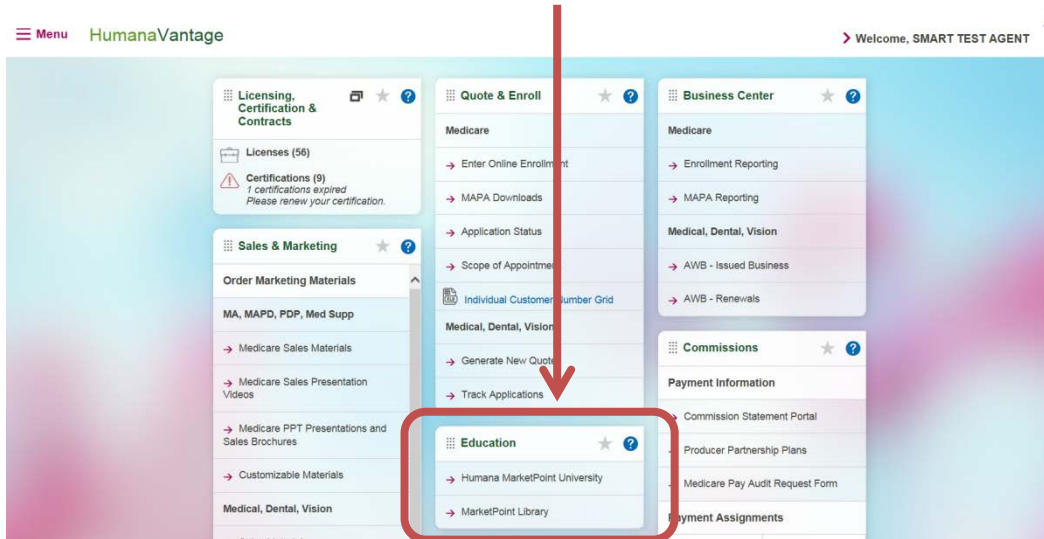 Menu HumanaVantage
Welcome, SMART TEST AGENT
Licensing,
Certification &
Contracts
Licenses (56)
Certifications (9)
1 certifications expired
Please renew your certification.
Sales & Marketing
Order Marketing Materials
MA, MAPD, PDP, Med Supp
Medicare Sales Materials
Medicare Sales Presentation
Videos
Medicare PPT Presentations and
Sales Brochures
Customizable Materials
Medical, Dental, Vision
Quote & Enroll
Medicare
Enter Online Enrollment
MAPA Downloads
Application Status
Scope of Appointment
Individual Customer Number Grid
Medical, Dental, Vision
Generate New Quote
Track Applications
Education
Humana MarketPoint University
MarketPoint Library
Business Center
Medicare
Enrollment Reporting
MAPA Reporting
Medical, Dental, Vision
AWB - Issued Business
AWB - Renewals
Commissions
Payment Information
Commission Statement Portal
Producer Partnership Plans
Medicare Pay Audit Request Form
Payment Assignments